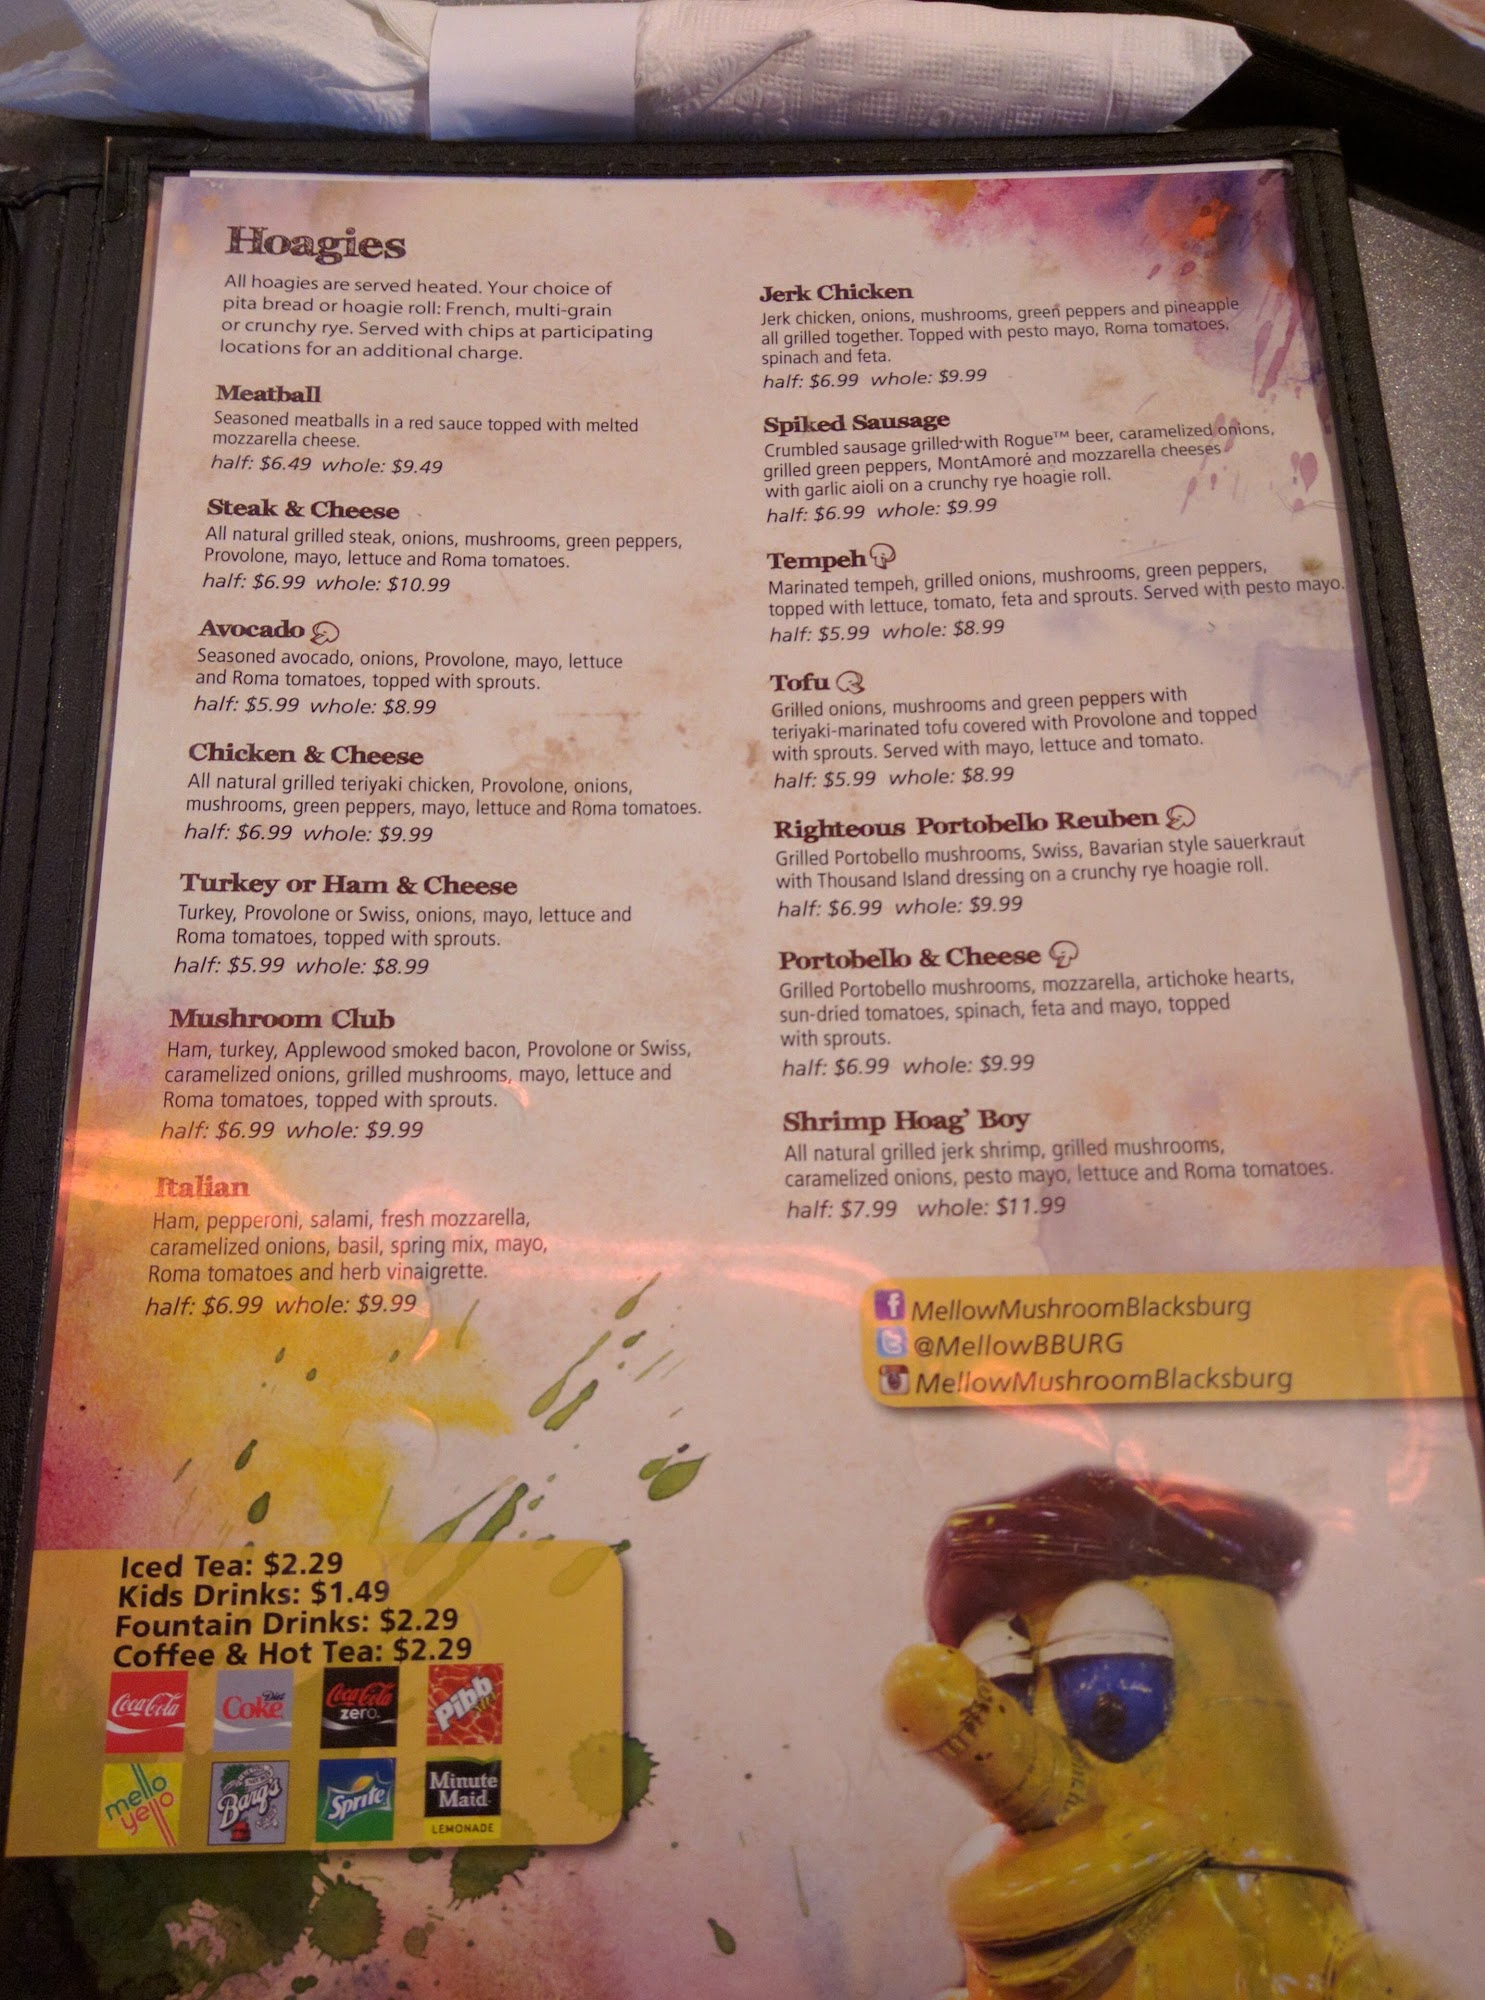 Hoagies
All hoagies are served heated. Your choice of
pita bread or hoagie roll: French, multi-grain
or crunchy rye. Served with chips at participating
locations for an additional charge.
Meatball
Seasoned meatballs in a red sauce topped with melted
mozzarella cheese.
half: $6.49 whole: $9.49
Steak & Cheese
All natural grilled steak, onions, mushrooms, green peppers,
Provolone, mayo, lettuce and Roma tomatoes.
half: $6.99 whole: $10.99
Avocado
Seasoned avocado, onions, Provolone, mayo, lettuce
and Roma tomatoes, topped with sprouts.
half: $5.99 whole: $8.99
Chicken & Cheese
All natural grilled teriyaki chicken, Provolone, onions,
mushrooms, green peppers, mayo, lettuce and Roma tomatoes.
half: $6.99 whole: $9.99
Turkey or Ham & Cheese
Turkey, Provolone or Swiss, onions, mayo, lettuce and
Roma tomatoes, topped with sprouts.
half: $5.99 whole: $8.99
Mushroom Club
Ham, turkey, Applewood smoked bacon, Provolone or Swiss,
caramelized onions, grilled mushrooms, mayo, lettuce and
Roma tomatoes, topped with sprouts.
half: $6.99 whole: $9.99
Italian
Ham, pepperoni, salami, fresh mozzarella,
caramelized onions, basil, spring mix, mayo,
Roma tomatoes and herb vinaigrette.
half: $6.99 whole: $9.99
Jerk Chicken
Jerk chicken, onions, mushrooms, green peppers and pineapple
all grilled together. Topped with pesto mayo, Roma tomatoes,
spinach and feta.
half: $6.99 whole: $9.99
Spiked Sausage
Crumbled sausage grilled with Rogue™ beer, caramelized onions,
grilled green peppers, MontAmoré and mozzarella cheeses
with garlic aioli on a crunchy rye hoagie roll.
half: $6.99 whole: $9.99
Tempeh
Marinated tempeh, grilled onions, mushrooms, green peppers,
topped with lettuce, tomato, feta and sprouts. Served with pesto mayo.
half: $5.99 whole: $8.99
Tofu
Grilled onions, mushrooms and green peppers with
teriyaki-marinated tofu covered with Provolone and topped
with sprouts. Served with mayo, lettuce and tomato.
half: $5.99 whole: $8.99
Righteous Portobello Reuben
Grilled Portobello mushrooms, Swiss, Bavarian style sauerkraut
with Thousand Island dressing on a crunchy rye hoagie roll.
half: $6.99 whole: $9.99
Portobello & Cheese
Grilled Portobello mushrooms, mozzarella, artichoke hearts,
sun-dried tomatoes, spinach, feta and mayo, topped
with sprouts.
half: $6.99 whole: $9.99
Shrimp Hoag' Boy
All natural grilled jerk shrimp, grilled mushrooms,
caramelized onions, pesto mayo, lettuce and Roma tomatoes.
half: $7.99 whole: $11.99
f MellowMushroomBlacksburg
@MellowBBURG
MellowMushroomBlacksburg
Iced Tea: $2.29
Kids Drinks: $1.49
Fountain Drinks: $2.29
Coffee & Hot Tea: $2.29
Coca-Cola
Diet Coke
Coca-Cola zero
Pibb
mello yello
Barq's
Sprite
Minute Maid
LEMONADE